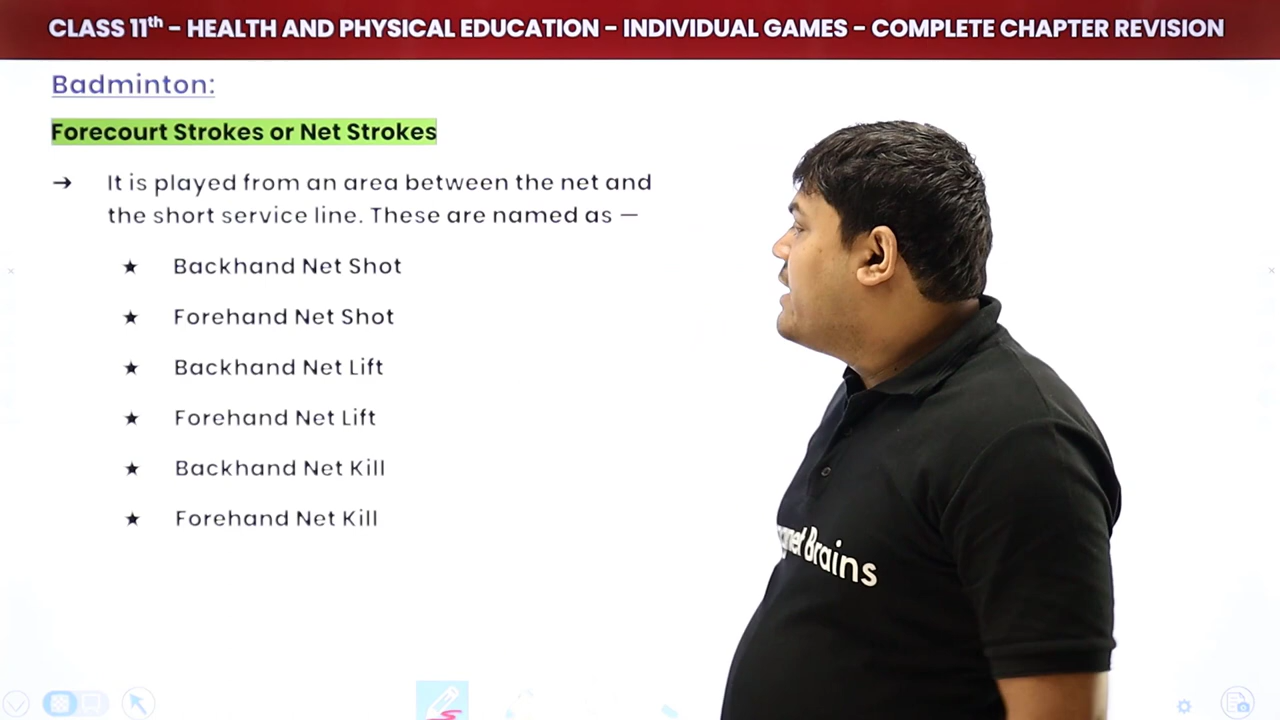 CLASS 11th – HEALTH AND PHYSICAL EDUCATION – INDIVIDUAL GAMES – COMPLETE CHAPTER REVISION
Badminton:
Forecourt Strokes or Net Strokes
→ It is played from an area between the net and
the short service line. These are named as —
★ Backhand Net Shot
★ Forehand Net Shot
★ Backhand Net Lift
★ Forehand Net Lift
★ Backhand Net Kill
★ Forehand Net Kill
Brains